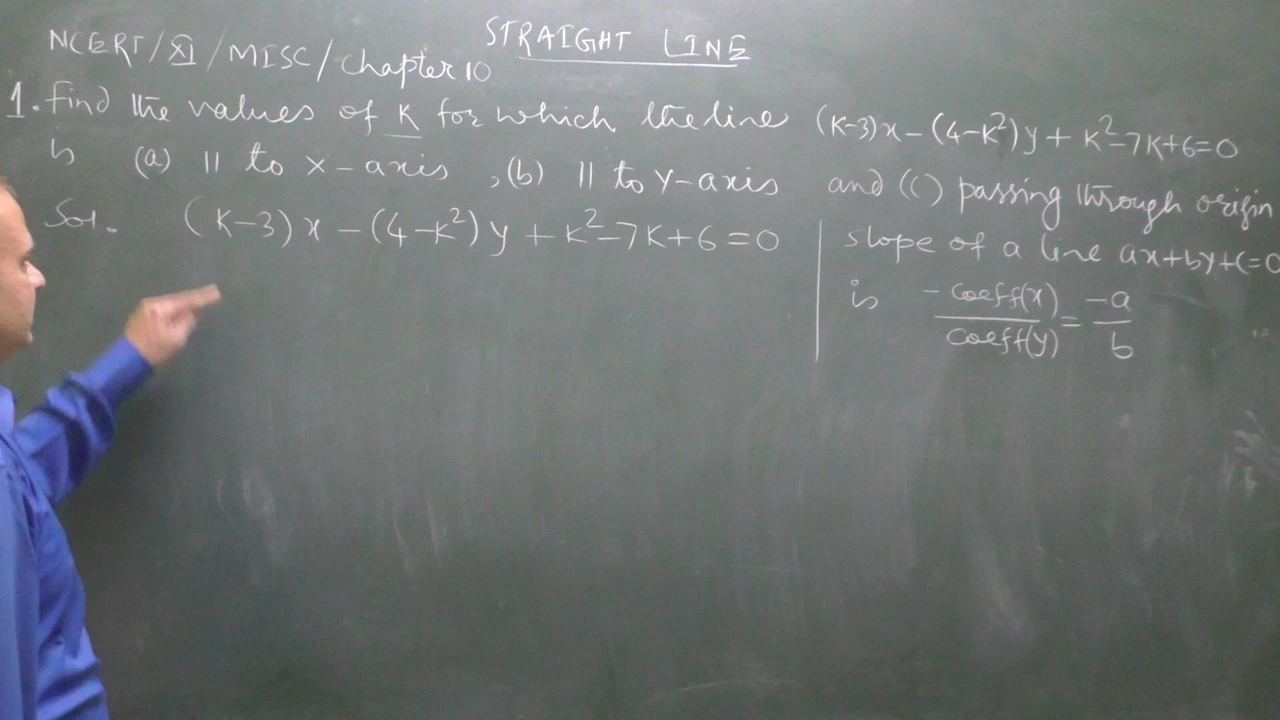 STRAIGHT LINE
NCERT/XI/MISC/chapter 10
1. Find the values of K for which the line (K-3)x-(4-K²)y+K²-7K+6=0
is (a) || to X-axis, (b) || to Y-axis and (c) passing through origin
Sol. (K-3)x-(4-K²)y+K²-7K+6=0
slope of a line ax+by+c=0
is -coeff(x)/coeff(y) = -a/b